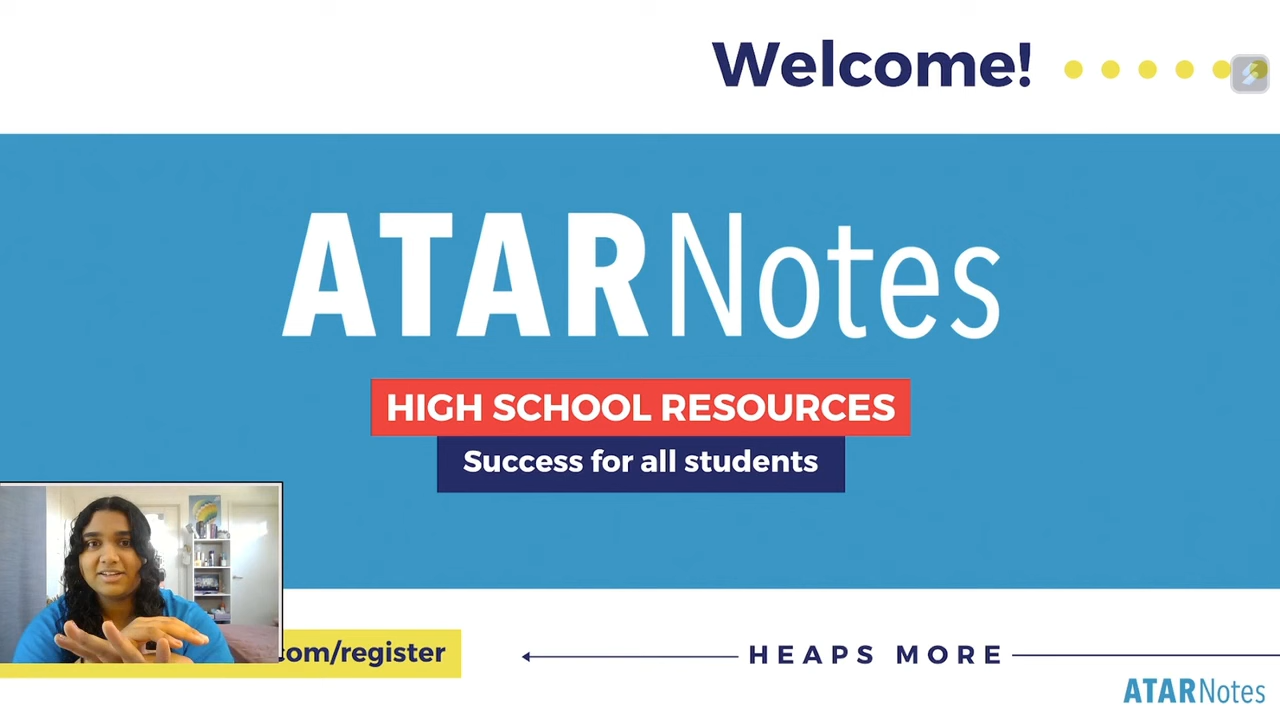 Welcome!
ATARNotes
HIGH SCHOOL RESOURCES
Success for all students
com/register
HEAPS MORE
ATARNotes